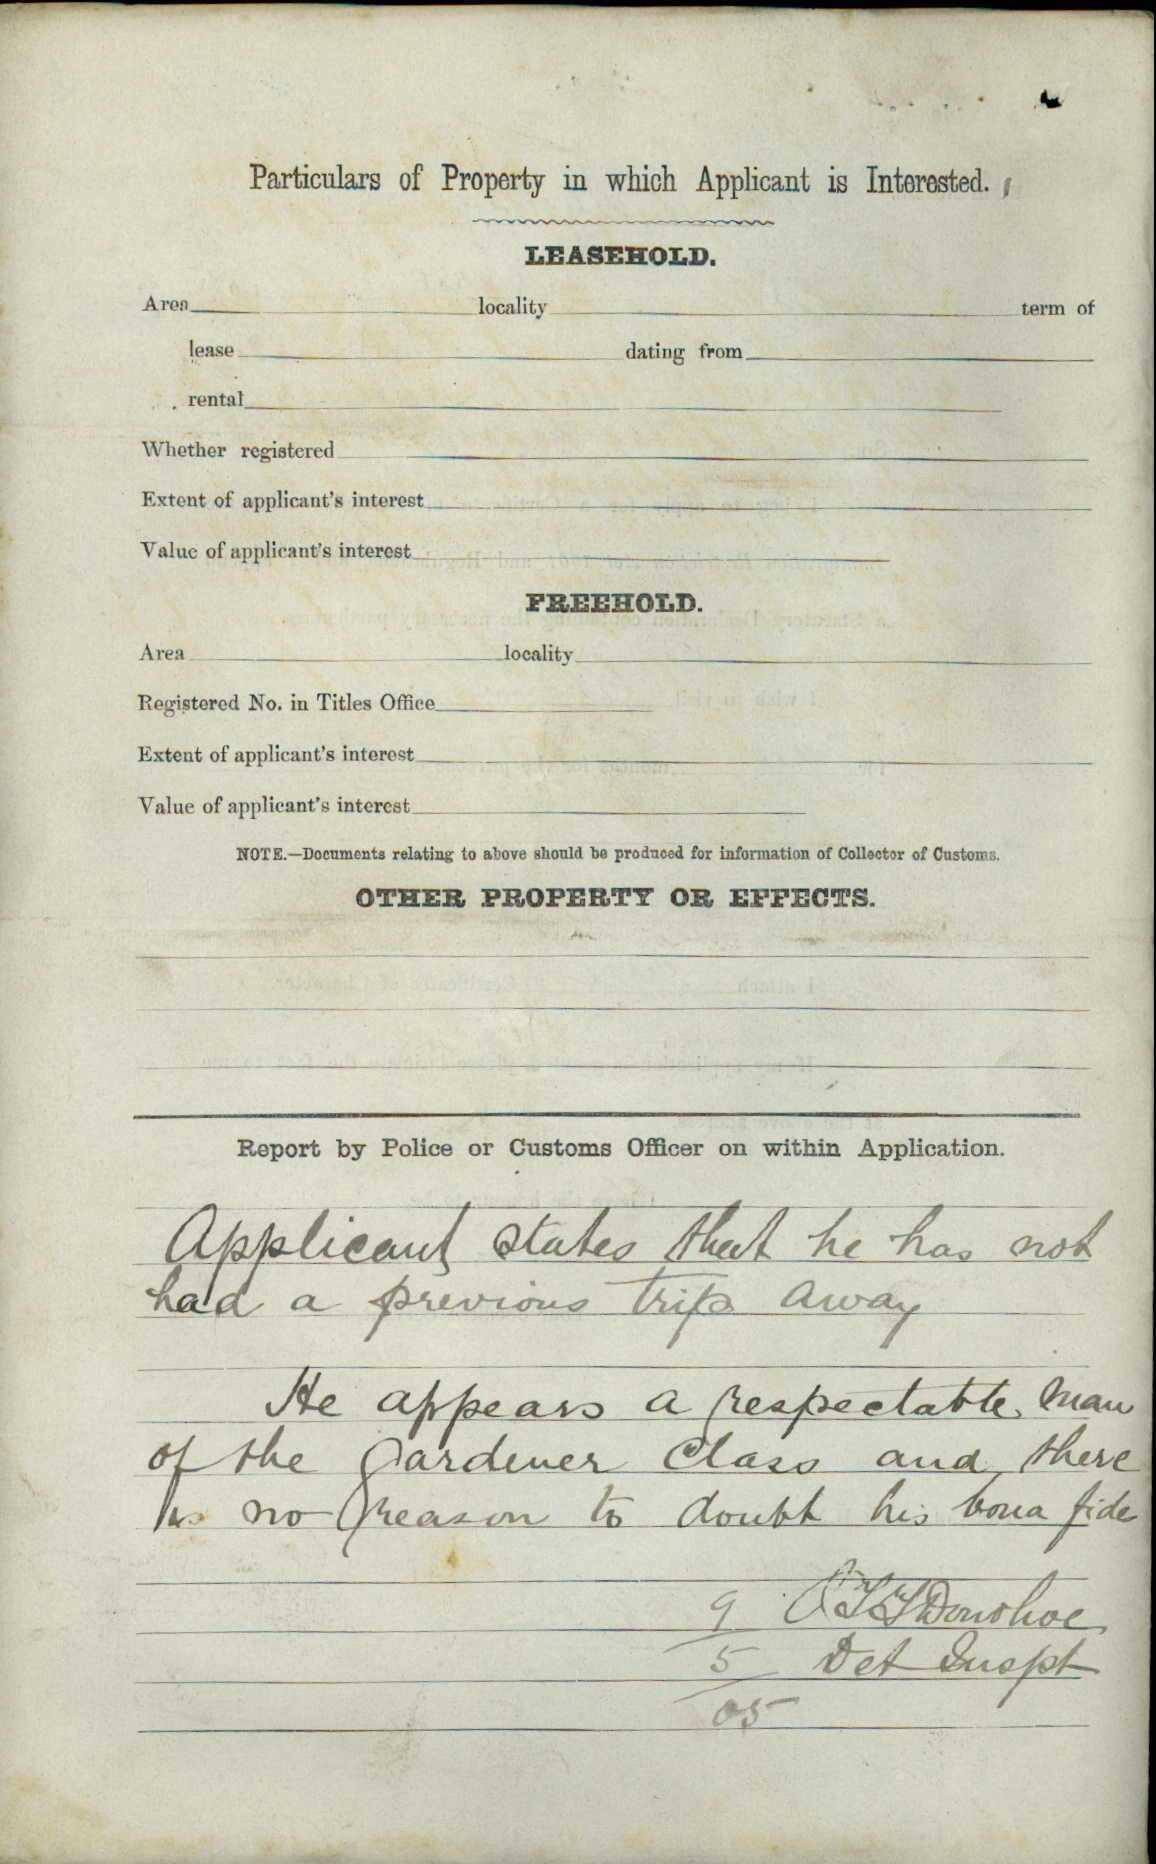 Particulars of Property in which Applicant is Interested.
LEASEHOLD.
Area locality term of
lease dating from
rental
Whether registered
Extent of applicant's interest
Value of applicant's interest
FREEHOLD.
Area locality
Registered No. in Titles Office
Extent of applicant's interest
Value of applicant's interest
NOTE.—Documents relating to above should be produced for information of Collector of Customs.
OTHER PROPERTY OR EFFECTS.
Report by Police or Customs Officer on within Application.
Applicant states that he has not
had a previous trip away
He appears a respectable man
of the gardener class and there
is no reason to doubt his bona fide
9 Donohoe
5 Det Inspt
05